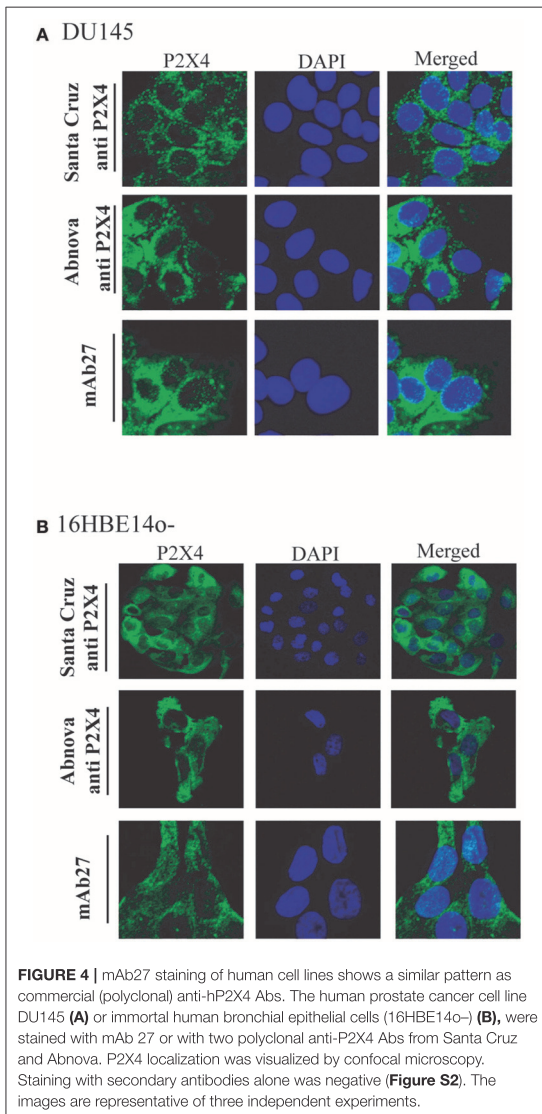 A DU145
P2X4 DAPI Merged
Santa Cruz
anti P2X4
Abnova
anti P2X4
mAb27
B 16HBE14o-
P2X4 DAPI Merged
Santa Cruz
anti P2X4
Abnova
anti P2X4
mAb27
FIGURE 4 | mAb27 staining of human cell lines shows a similar pattern as
commercial (polyclonal) anti-hP2X4 Abs. The human prostate cancer cell line
DU145 (A) or immortal human bronchial epithelial cells (16HBE14o–) (B), were
stained with mAb 27 or with two polyclonal anti-P2X4 Abs from Santa Cruz
and Abnova. P2X4 localization was visualized by confocal microscopy.
Staining with secondary antibodies alone was negative (Figure S2). The
images are representative of three independent experiments.